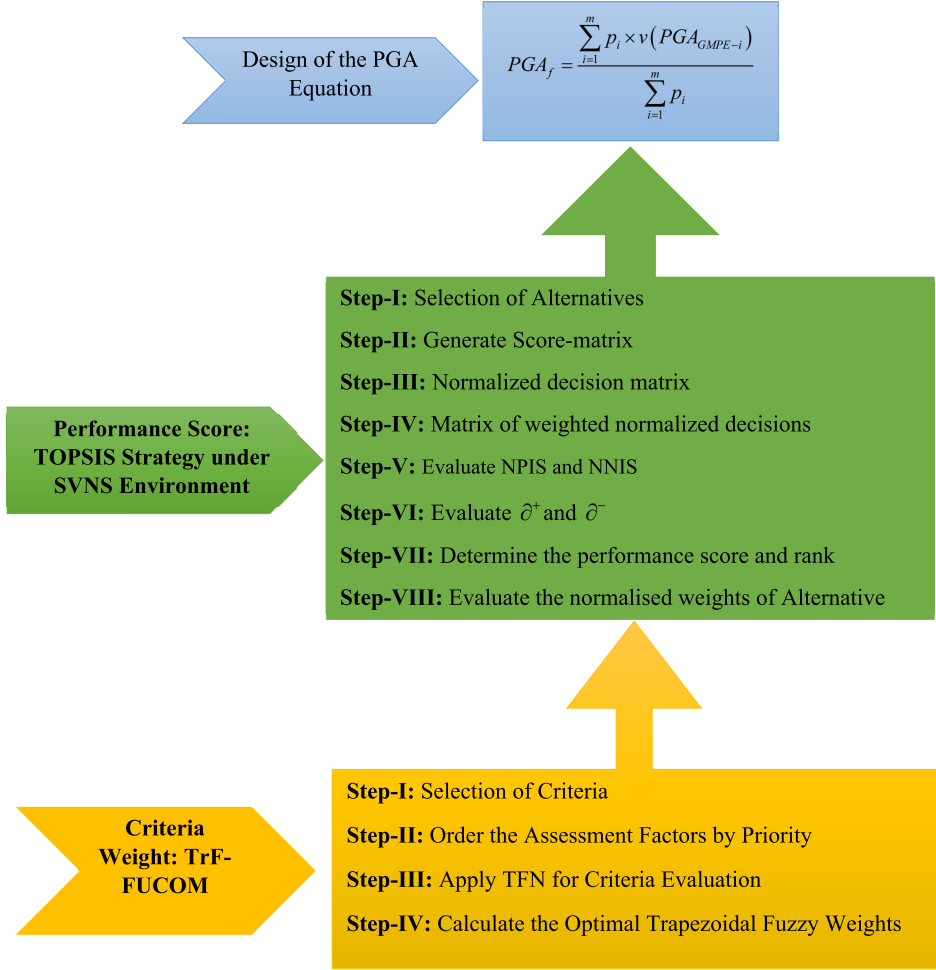 Design of the PGA
Equation
PGA_f = \frac{\sum_{i=1}^{m} p_i × v(PGA_{GMPE-i})}{\sum_{i=1}^{m} p_i}
Performance Score:
TOPSIS Strategy under
SVNS Environment
Step-I: Selection of Alternatives
Step-II: Generate Score-matrix
Step-III: Normalized decision matrix
Step-IV: Matrix of weighted normalized decisions
Step-V: Evaluate NPIS and NNIS
Step-VI: Evaluate ∂⁺ and ∂⁻
Step-VII: Determine the performance score and rank
Step-VIII: Evaluate the normalised weights of Alternative
Criteria
Weight: TrF-
FUCOM
Step-I: Selection of Criteria
Step-II: Order the Assessment Factors by Priority
Step-III: Apply TFN for Criteria Evaluation
Step-IV: Calculate the Optimal Trapezoidal Fuzzy Weights